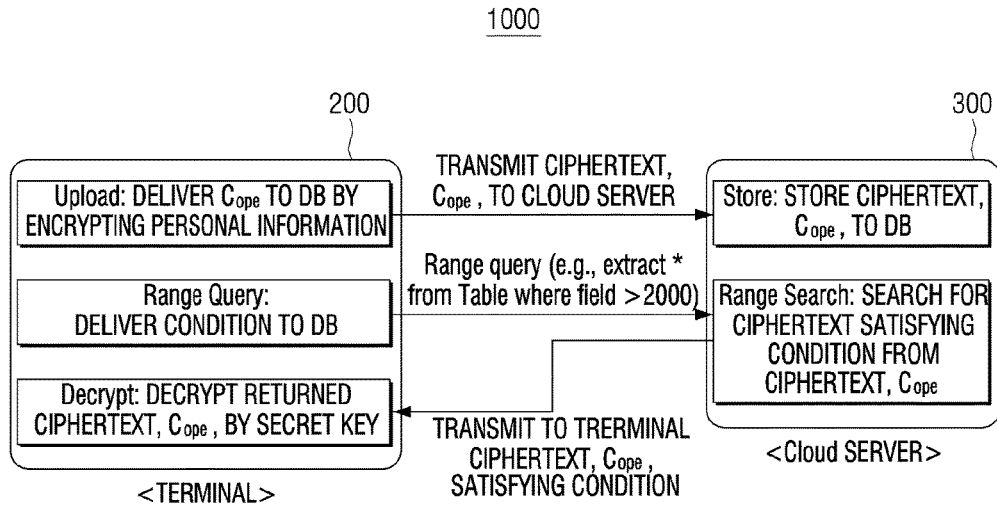 1000
200
300
Upload: DELIVER Cope TO DB BY
ENCRYPTING PERSONAL INFORMATION
TRANSMIT CIPHERTEXT,
Cope , TO CLOUD SERVER
Store: STORE CIPHERTEXT,
Cope , TO DB
Range Query:
DELIVER CONDITION TO DB
Range query (e.g., extract *
from Table where field >2000)
Range Search: SEARCH FOR
CIPHERTEXT SATISFYING
CONDITION FROM
CIPHERTEXT, Cope
Decrypt: DECRYPT RETURNED
CIPHERTEXT, Cope , BY SECRET KEY
TRANSMIT TO TRERMINAL
CIPHERTEXT, Cope ,
SATISFYING CONDITION
<TERMINAL>
<Cloud SERVER>